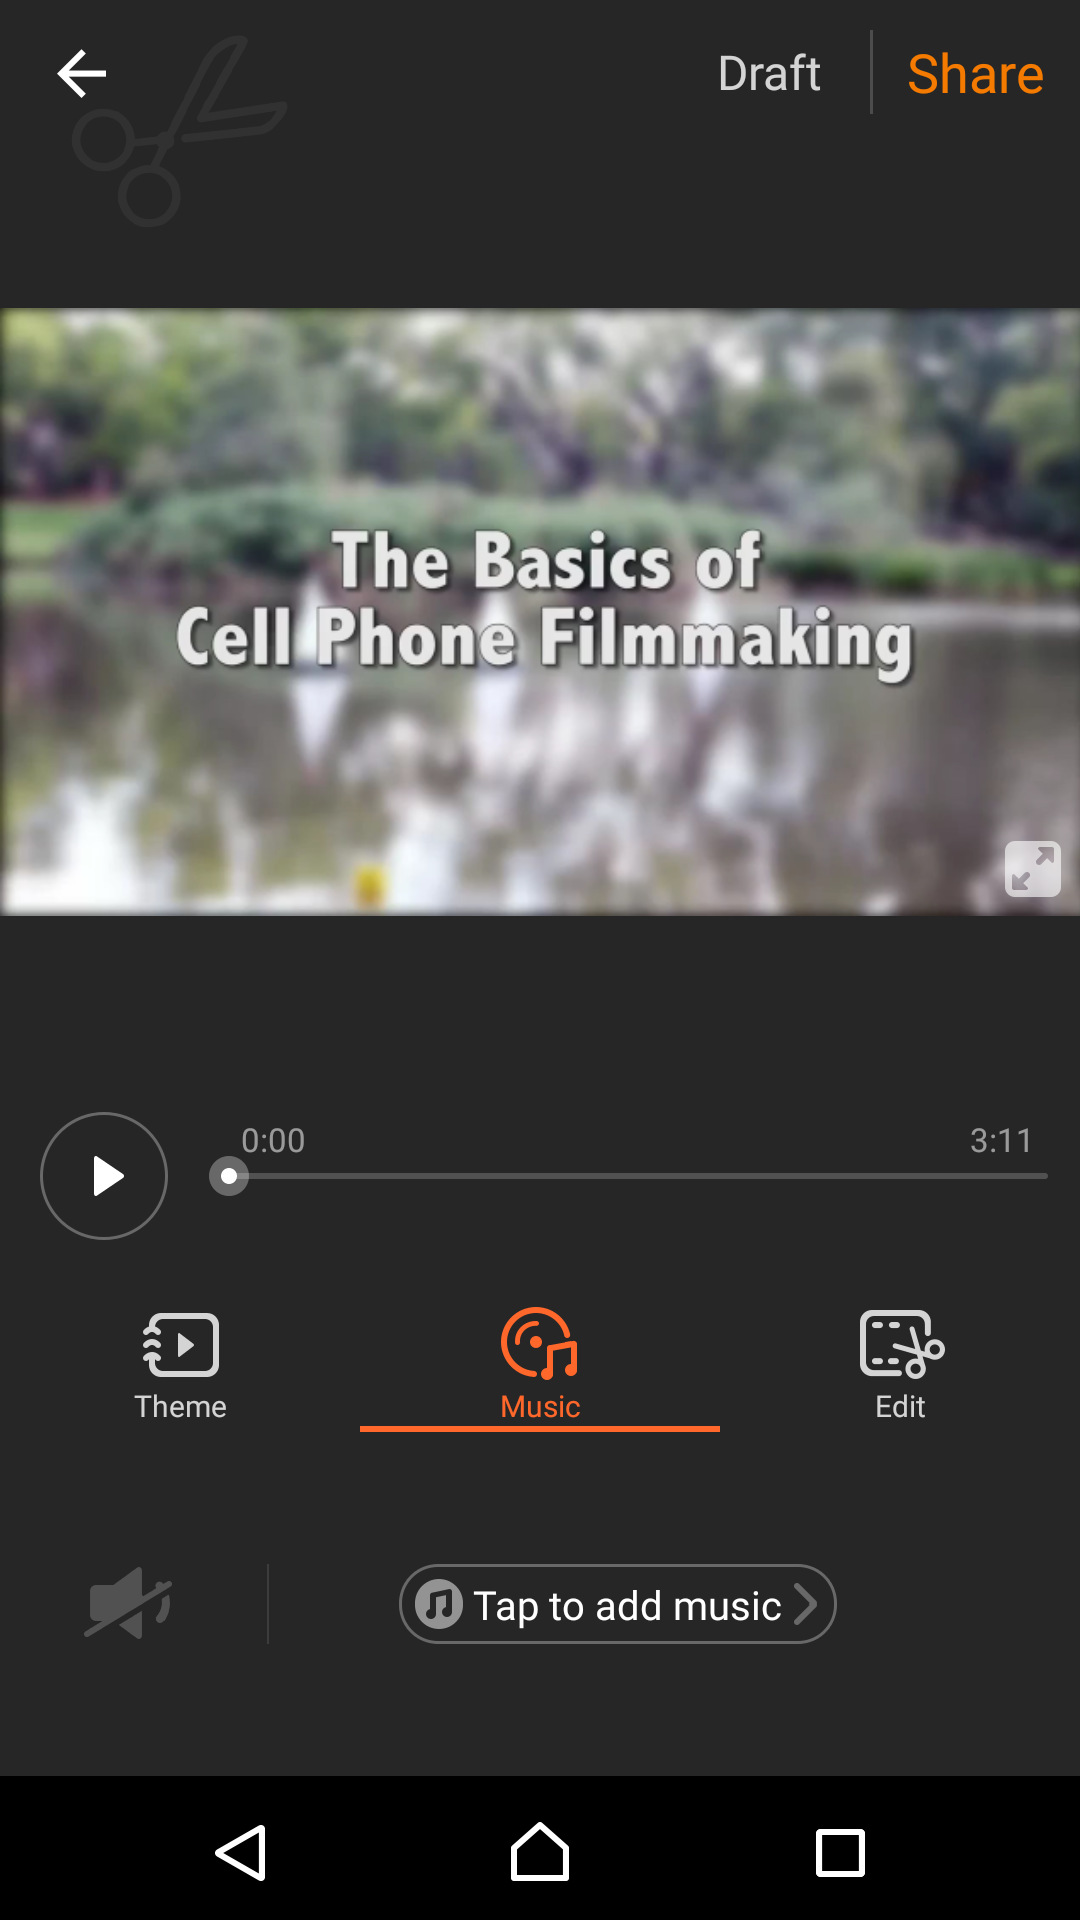 Draft
Share
The Basics of
Cell Phone Filmmaking
0:00
3:11
Theme
Music
Edit
Tap to add music